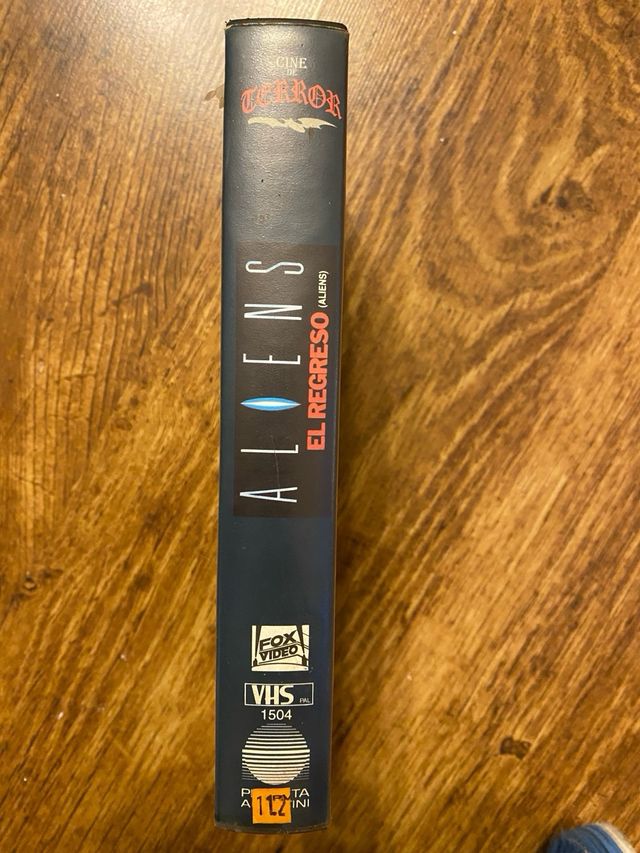 CINE
DE
TERROR
ALIENS
EL REGRESO (ALIENS)
FOX
VIDEO
VHS PAL
1504
112